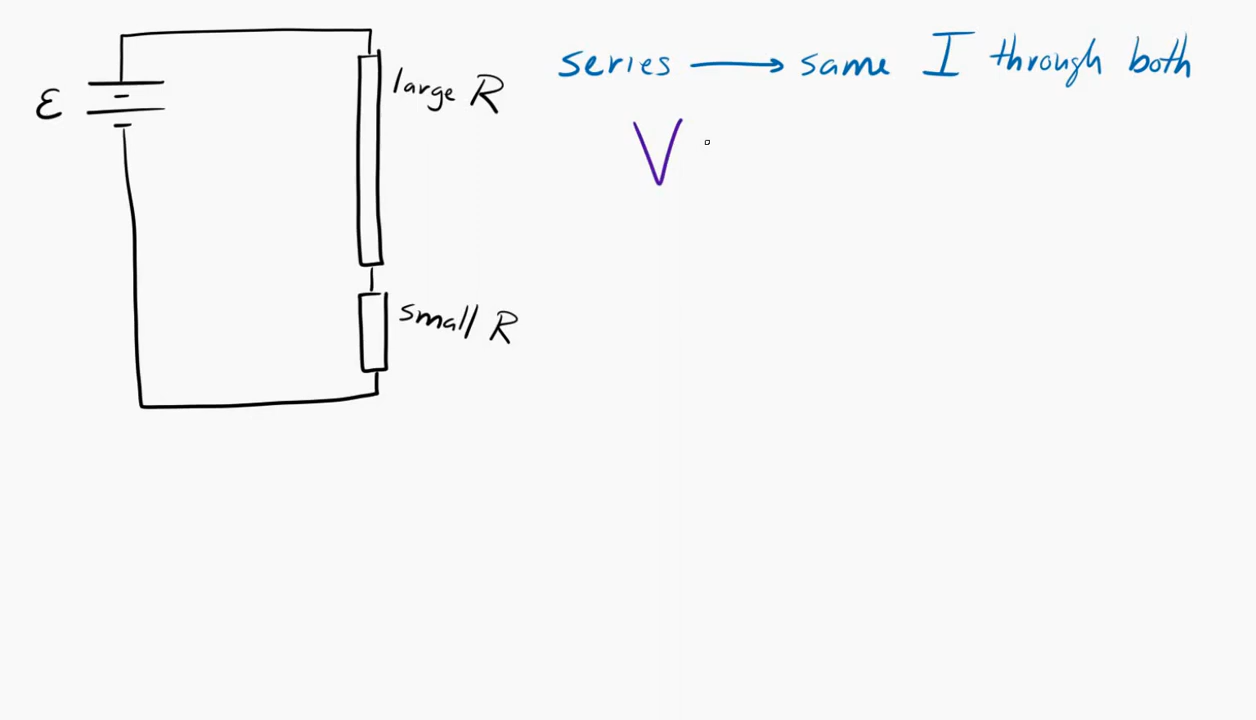 series → same I through both
large R
ε
V
small R